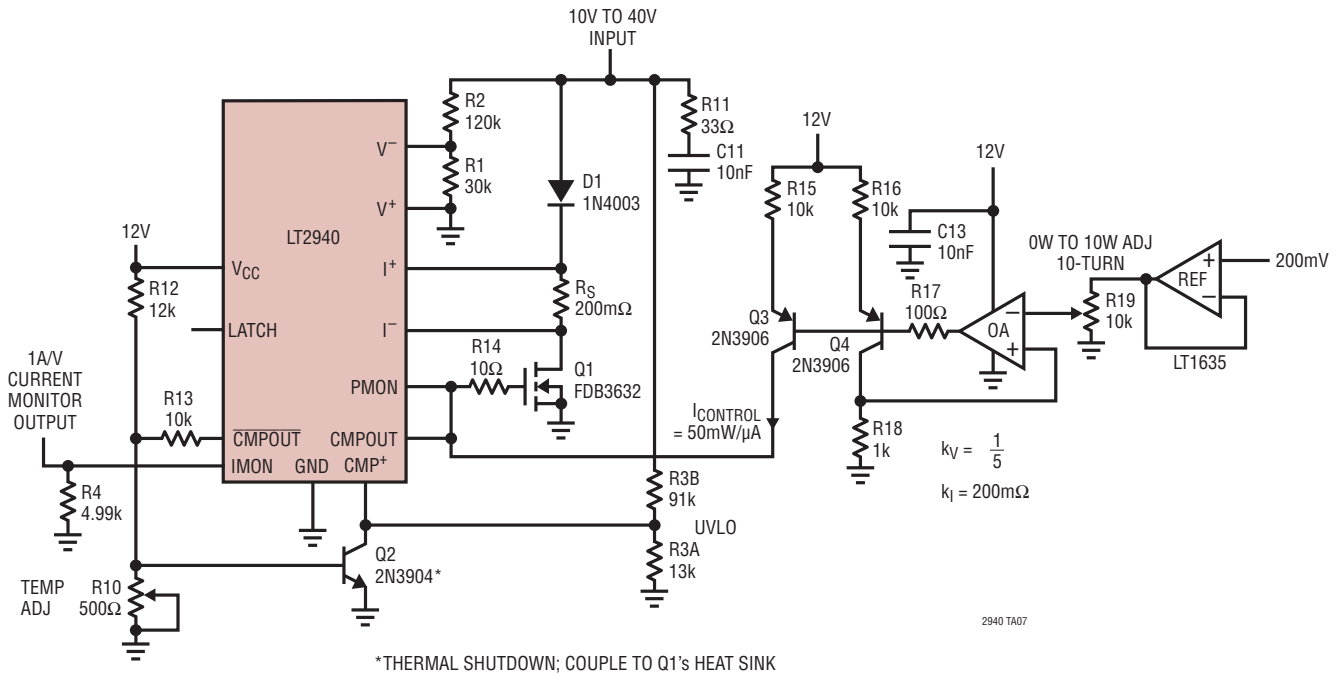 10V TO 40V
INPUT
R2
120k
R11
33Ω
C11
10nF
V–
R1
30k
V+
D1
1N4003
LT2940
12V
VCC
I+
RS
200mΩ
R12
12k
LATCH
I–
R14
10Ω
Q1
FDB3632
PMON
1A/V
CURRENT
MONITOR
OUTPUT
R13
10k
CMPOUT
CMPOUT
IMON
GND
CMP+
R4
4.99k
ICONTROL
= 50mW/µA
R3B
91k
UVLO
R3A
13k
Q2
2N3904*
TEMP
ADJ
R10
500Ω
12V
R15
10k
R16
10k
12V
C13
10nF
0W TO 10W ADJ
10-TURN
R17
100Ω
Q3
2N3906
Q4
2N3906
–
OA
+
R19
10k
+
REF
–
200mV
LT1635
R18
1k
kV = 1
5
kI = 200mΩ
2940 TA07
*THERMAL SHUTDOWN; COUPLE TO Q1's HEAT SINK